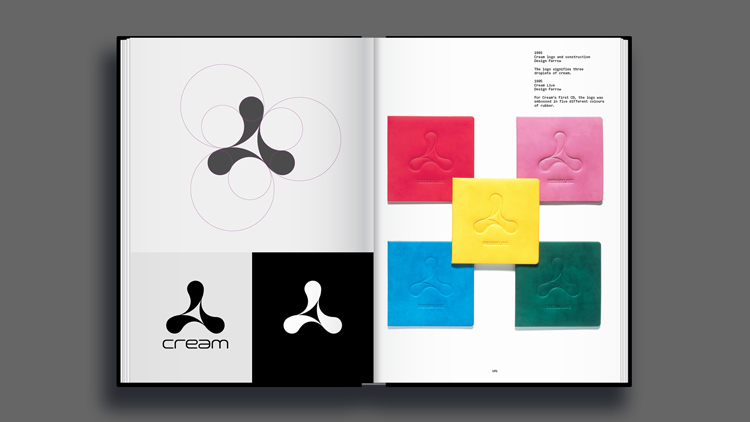 cream
1993
Cream logo and construction
Design Farrow
The logo signifies three
droplets of cream.
1995
Cream Live
Design Farrow
For Cream's first CD, the logo was
embossed in five different colours
of rubber.